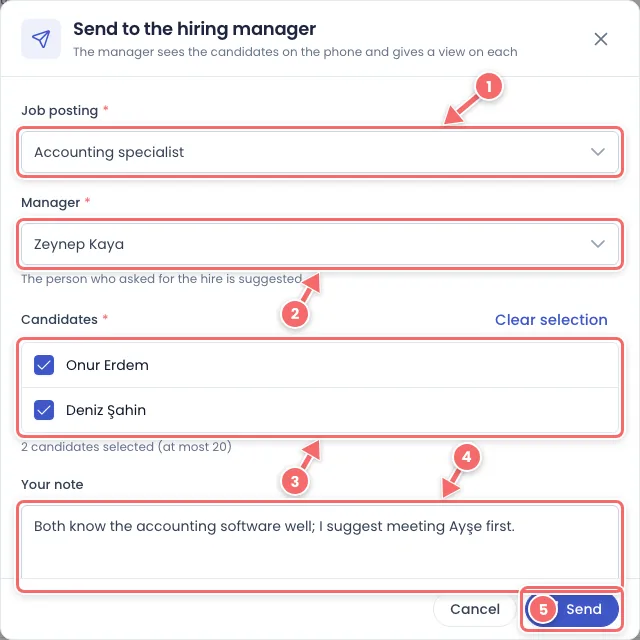 Send to the hiring manager
The manager sees the candidates on the phone and gives a view on each
1
Job posting *
Accounting specialist
Manager *
Zeynep Kaya
The person who asked for the hire is suggested.
2
Candidates *
Clear selection
Onur Erdem
Deniz Şahin
2 candidates selected (at most 20)
3
4
Your note
Both know the accounting software well; I suggest meeting Ayşe first.
Cancel
5
Send